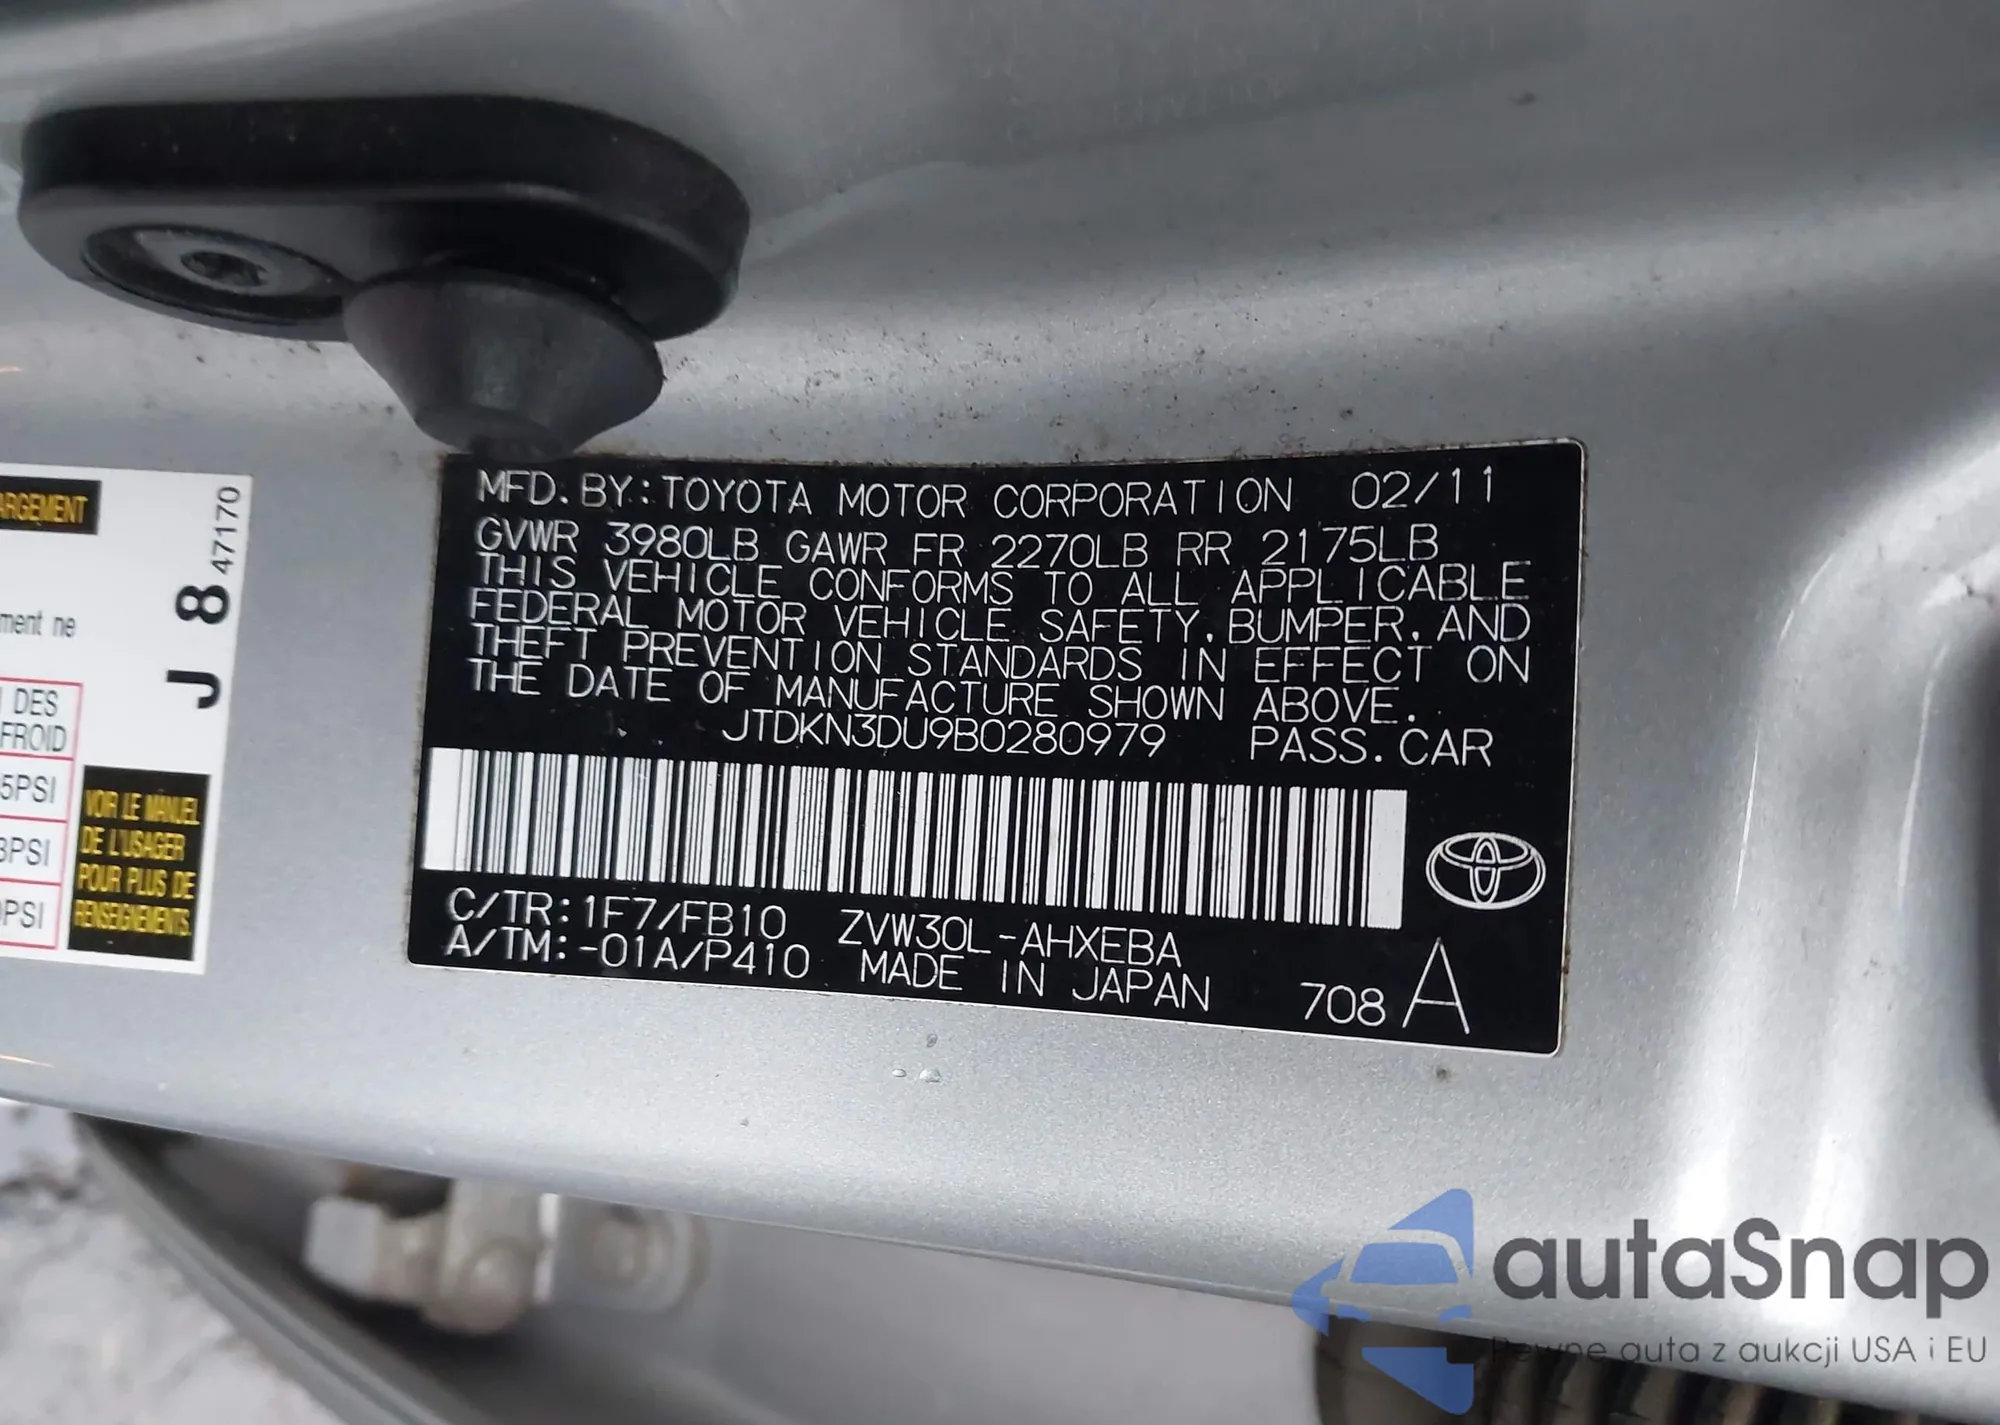 ARGEMENT
ment ne
DES
FROID
5PSI
3PSI
PSI
J 8 47170
VOIR LE MANUEL
DE L'USAGER
POUR PLUS DE
RENSEIGNEMENTS.
MFD. BY: TOYOTA MOTOR CORPORATION 02/11
GVWR 3980LB GAWR FR 2270LB RR 2175LB
THIS VEHICLE CONFORMS TO ALL APPLICABLE
FEDERAL MOTOR VEHICLE SAFETY, BUMPER, AND
THEFT PREVENTION STANDARDS IN EFFECT ON
THE DATE OF MANUFACTURE SHOWN ABOVE.
JTDKN3DU9B0280979 PASS. CAR
C/TR: 1F7/FB10 ZVW30L-AHXEBA
A/TM: -01A/P410 MADE IN JAPAN 708 A
autaSnap
Pewne auta z aukcji USA i EU